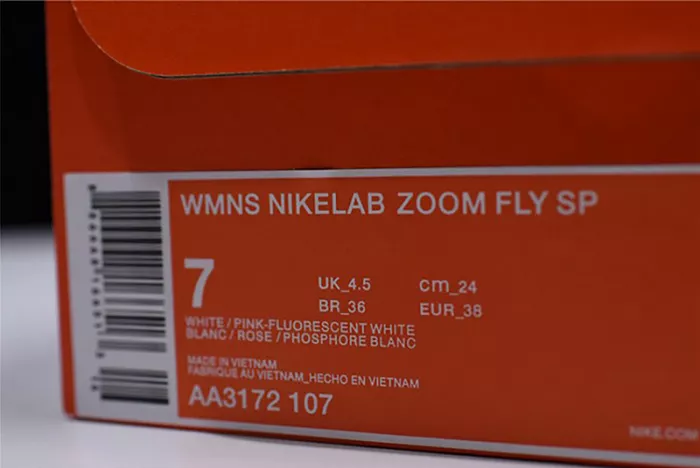 WMNS NIKELAB ZOOM FLY SP
7
UK_4.5 cm_24
BR_36 EUR_38
WHITE / PINK-FLUORESCENT WHITE
BLANC / ROSE / PHOSPHORE BLANC
MADE IN VIETNAM
FABRIQUE AU VIETNAM_HECHO EN VIETNAM
AA3172 107
NIKE.COM